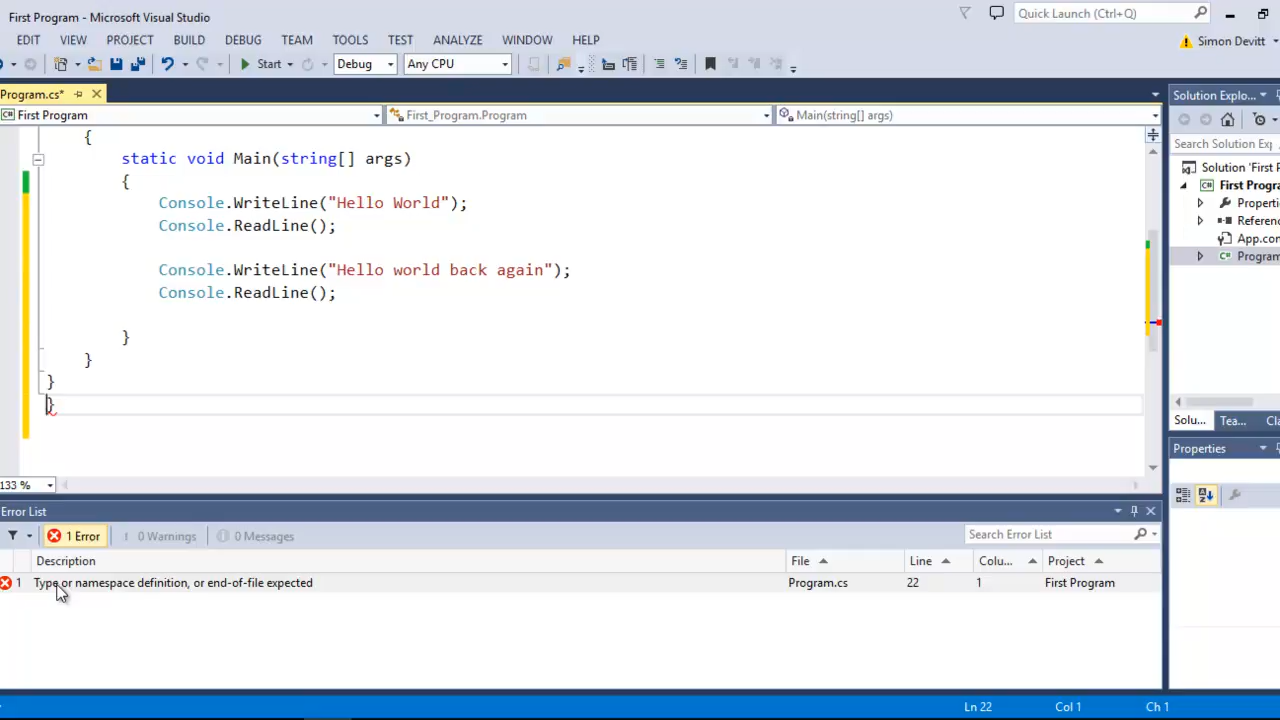 First Program - Microsoft Visual Studio
Quick Launch (Ctrl+Q)
EDIT VIEW PROJECT BUILD DEBUG TEAM TOOLS TEST ANALYZE WINDOW HELP
Simon Devitt
Start Debug Any CPU
Program.cs*
Solution Explo...
First Program First_Program.Program Main(string[] args)
{
static void Main(string[] args)
{
Console.WriteLine("Hello World");
Console.ReadLine();
Console.WriteLine("Hello world back again");
Console.ReadLine();
}
}
}
}
Search Solution Exp
Solution 'First P
First Progra
Properti
Referenc
App.con
Program
Solu... Tea... Cla
Properties
133 %
Error List
1 Error 0 Warnings 0 Messages
Search Error List
Description File Line Colu... Project
1 Type or namespace definition, or end-of-file expected Program.cs 22 1 First Program
Ln 22 Col 1 Ch 1